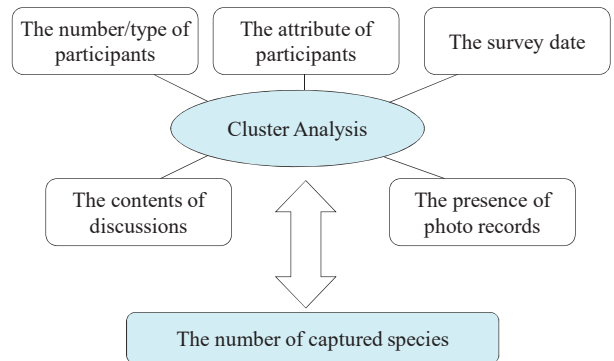 The number/type of
participants
The attribute of
participants
The survey date
Cluster Analysis
The contents of
discussions
The presence of
photo records
The number of captured species